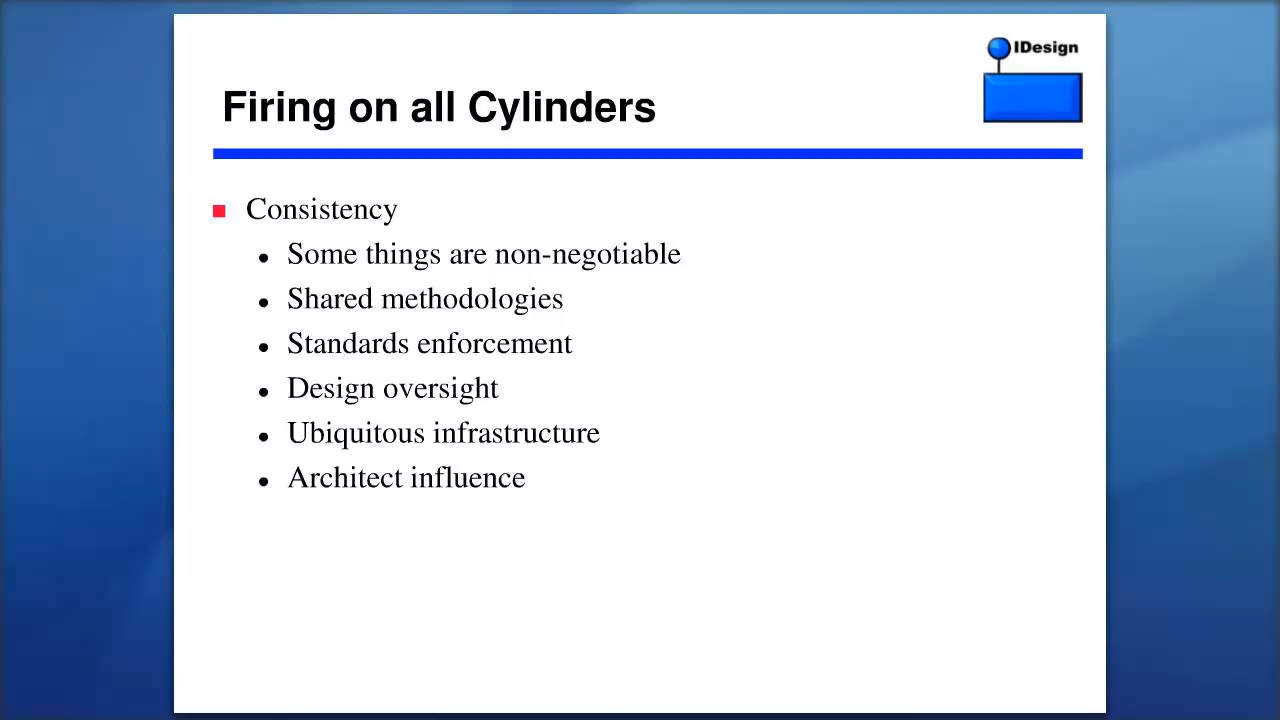 IDesign
Firing on all Cylinders
Consistency
Some things are non-negotiable
Shared methodologies
Standards enforcement
Design oversight
Ubiquitous infrastructure
Architect influence